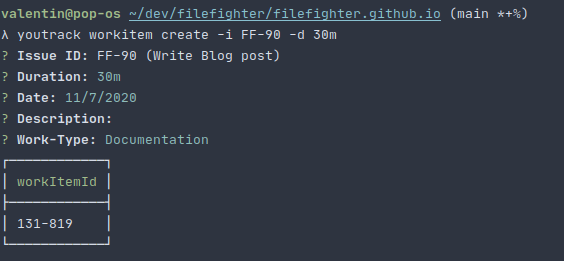 valentin@pop-os ~/dev/filefighter/filefighter.github.io (main *+%)
λ youtrack workitem create -i FF-90 -d 30m
? Issue ID: FF-90 (Write Blog post)
? Duration: 30m
? Date: 11/7/2020
? Description:
? Work-Type: Documentation
workItemId
131-819